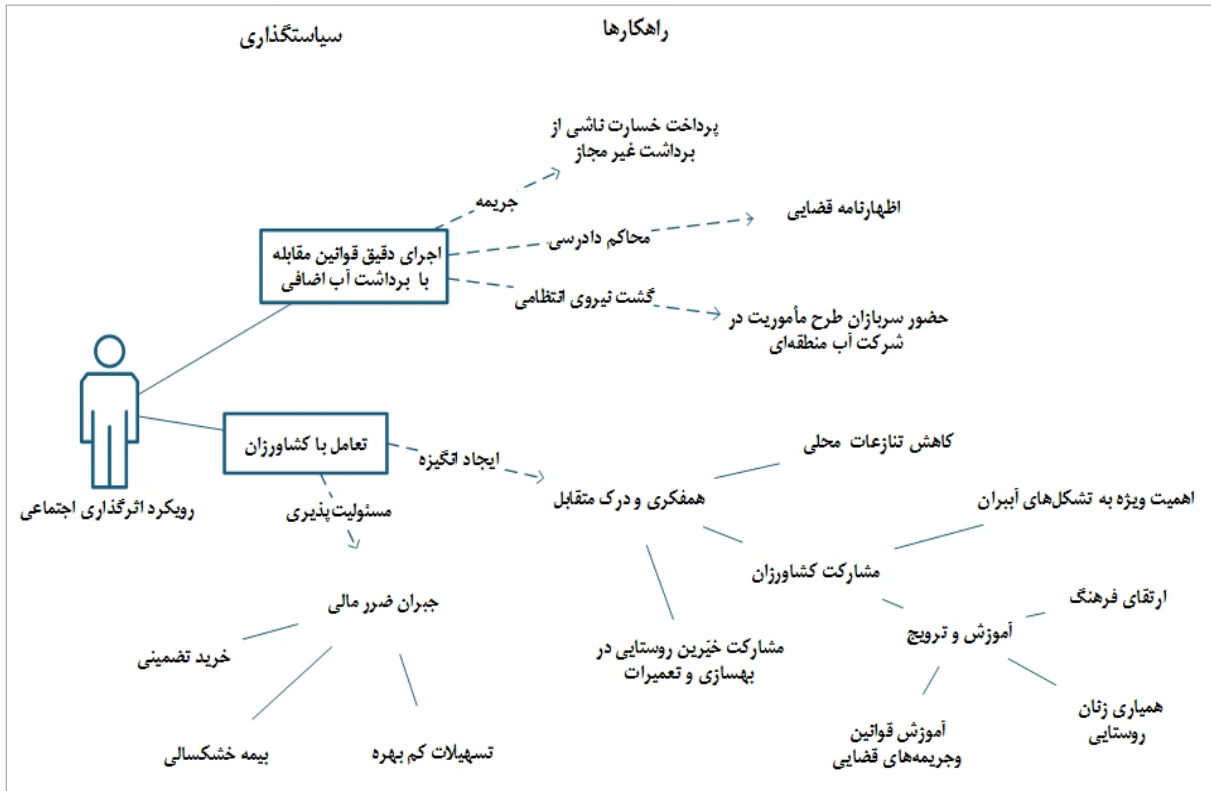 راهکارها
سیاستگذاری
پرداخت خسارت ناشی از
برداشت غیر مجاز
جریمه
اظهارنامه قضایی
محاکم دادرسی
اجرای دقیق قوانین مقابله
با برداشت آب اضافی
گشت نیروی انتظامی
حضور سربازان طرح مأموریت در
شرکت آب منطقه‌ای
تعامل با کشاورزان
ایجاد انگیزه
کاهش تنازعات محلی
همفکری و درک متقابل
اهمیت ویژه به تشکل‌های آببران
رویکرد اثرگذاری اجتماعی
مسئولیت‌پذیری
مشارکت کشاورزان
ارتقای فرهنگ
جبران ضرر مالی
آموزش و ترویج
خرید تضمینی
مشارکت خیّرین روستایی در
بهسازی و تعمیرات
همیاری زنان
روستایی
آموزش قوانین
وجریمه‌های قضایی
تسهیلات کم بهره
بیمه خشکسالی